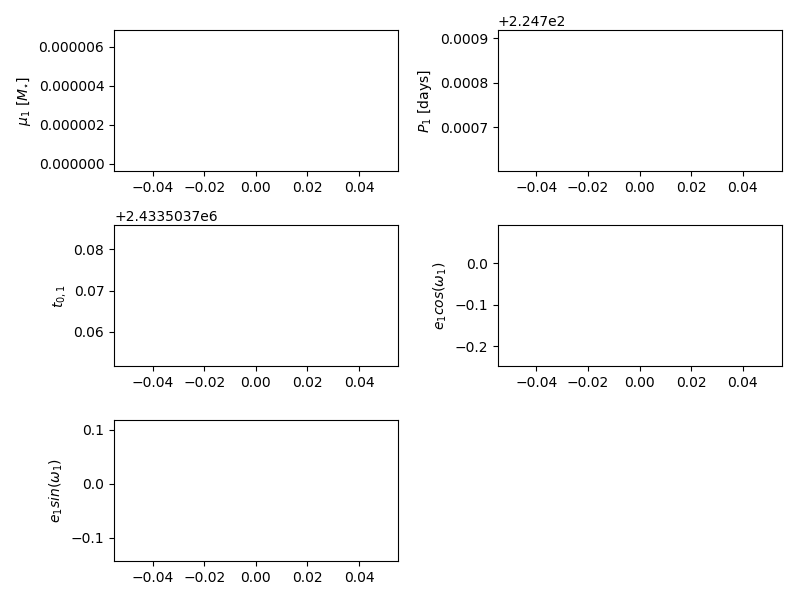 μ₁ [M⋆]
0.000006
0.000004
0.000002
0.000000
−0.04 −0.02 0.00 0.02 0.04
+2.247e2
P₁ [days]
0.0009
0.0008
0.0007
−0.04 −0.02 0.00 0.02 0.04
+2.4335037e6
t₀,₁
0.08
0.07
0.06
−0.04 −0.02 0.00 0.02 0.04
e₁cos(ω₁)
0.0
−0.1
−0.2
−0.04 −0.02 0.00 0.02 0.04
e₁sin(ω₁)
0.1
0.0
−0.1
−0.04 −0.02 0.00 0.02 0.04